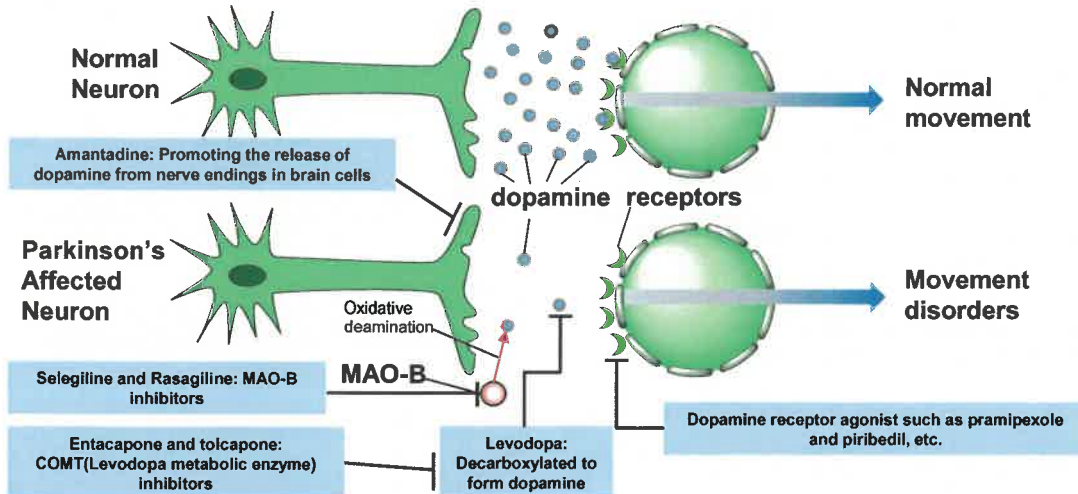 Normal
Neuron
Normal
movement
Amantadine: Promoting the release of
dopamine from nerve endings in brain cells
dopamine receptors
Parkinson's
Affected
Neuron
Movement
disorders
Oxidative
deamination
MAO-B
Selegiline and Rasagiline: MAO-B
inhibitors
Dopamine receptor agonist such as pramipexole
and piribedil, etc.
Entacapone and tolcapone:
COMT(Levodopa metabolic enzyme)
inhibitors
Levodopa:
Decarboxylated to
form dopamine